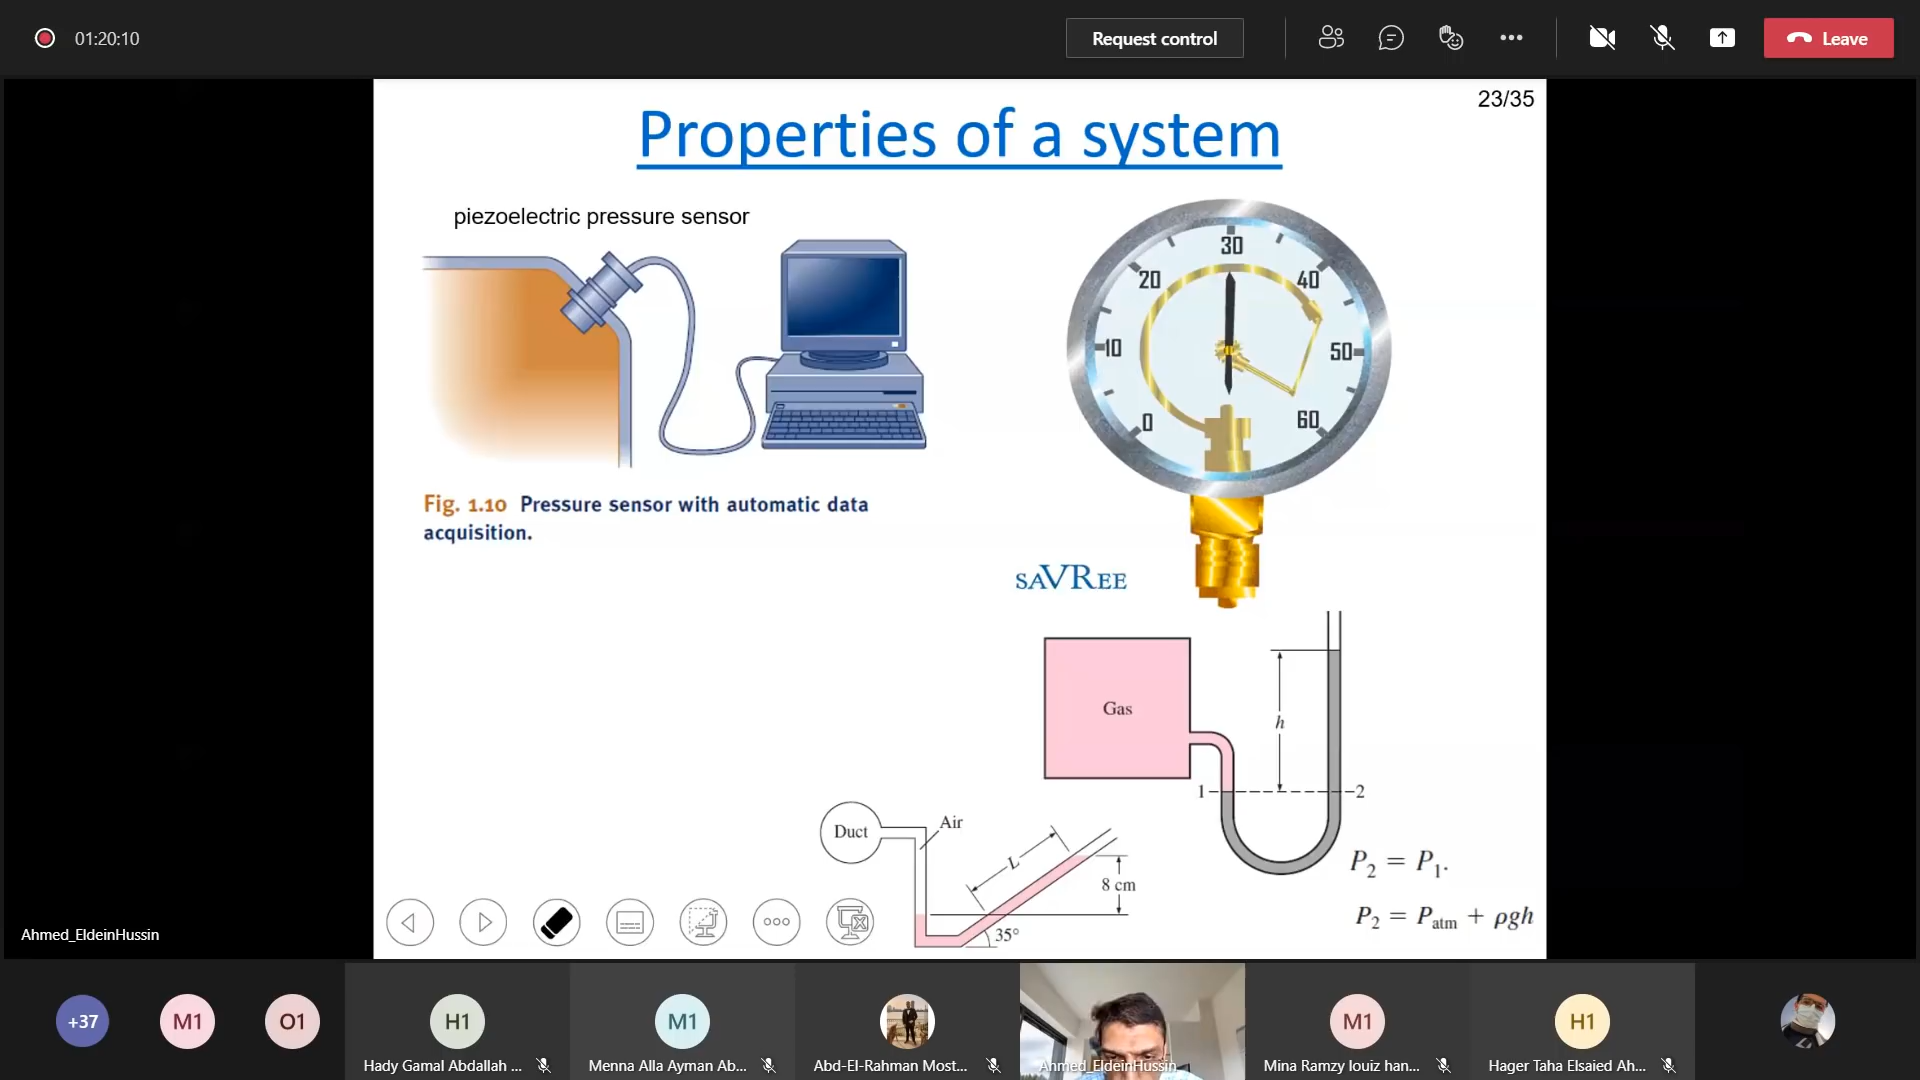 01:20:10
Request control
Leave
23/35
Properties of a system
piezoelectric pressure sensor
0
10
20
30
40
50
60
Fig. 1.10 Pressure sensor with automatic data
acquisition.
saVRee
Gas
h
1
2
Duct
Air
L
8 cm
35°
P₂ = P₁.
P₂ = Pₐₜₘ + ρgh
Ahmed_EldeinHussin
+37
M1
O1
H1
Hady Gamal Abdallah ...
M1
Menna Alla Ayman Ab...
Abd-El-Rahman Most...
Ahmed_EldeinHussin
M1
Mina Ramzy louiz han...
H1
Hager Taha Elsaied Ah...